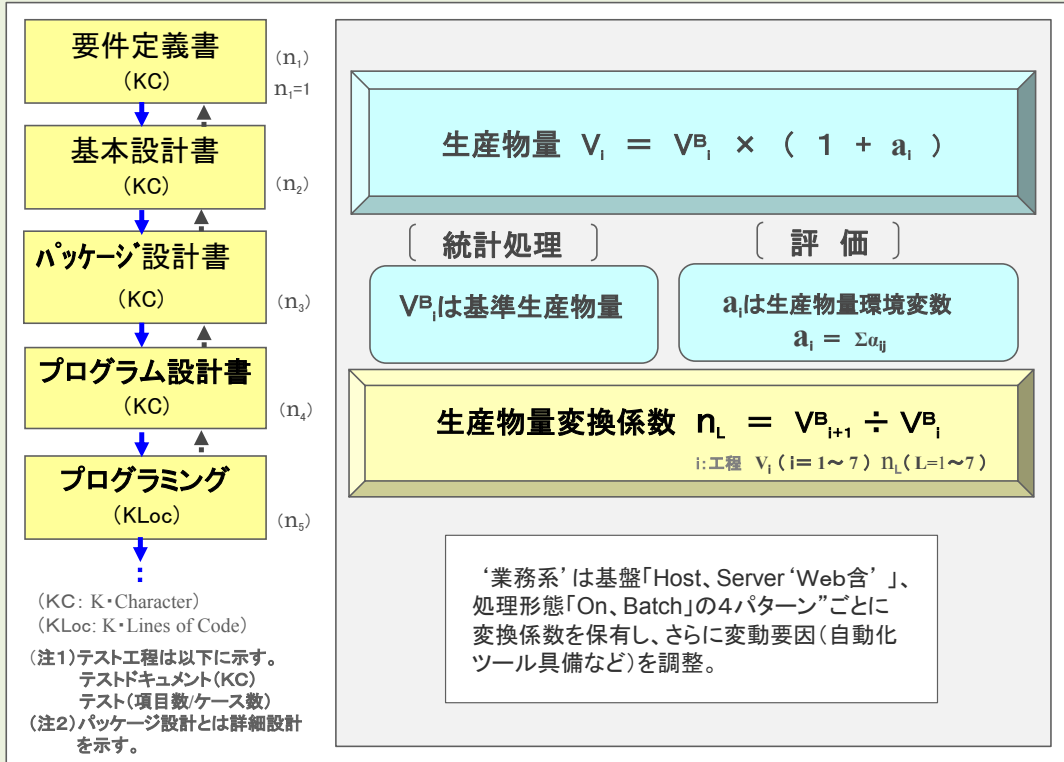 要件定義書
(KC)
(n₁)
n₁=1
基本設計書
(KC)
(n₂)
パッケージ設計書
(KC)
(n₃)
プログラム設計書
(KC)
(n₄)
プログラミング
(KLoc)
(n₅)
：
(KC: K・Character)
(KLoc: K・Lines of Code)
(注1)テスト工程は以下に示す。
テストドキュメント(KC)
テスト(項目数/ケース数)
(注2)パッケージ設計とは詳細設計
を示す。
生産物量 Vᵢ = Vᴮᵢ × ( 1 + aᵢ )
〔 統計処理 〕
〔 評 価 〕
Vᴮᵢは基準生産物量
aᵢは生産物量環境変数
aᵢ = Σαᵢⱼ
生産物量変換係数 n_L = Vᴮᵢ₊₁ ÷ Vᴮᵢ
i:工程 Vᵢ(i=1~7) n_L(L=1~7)
‘業務系’は基盤「Host、Server‘Web含’」、
処理形態「On、Batch」の4パターン”ごとに
変換係数を保有し、さらに変動要因(自動化
ツール具備など)を調整。